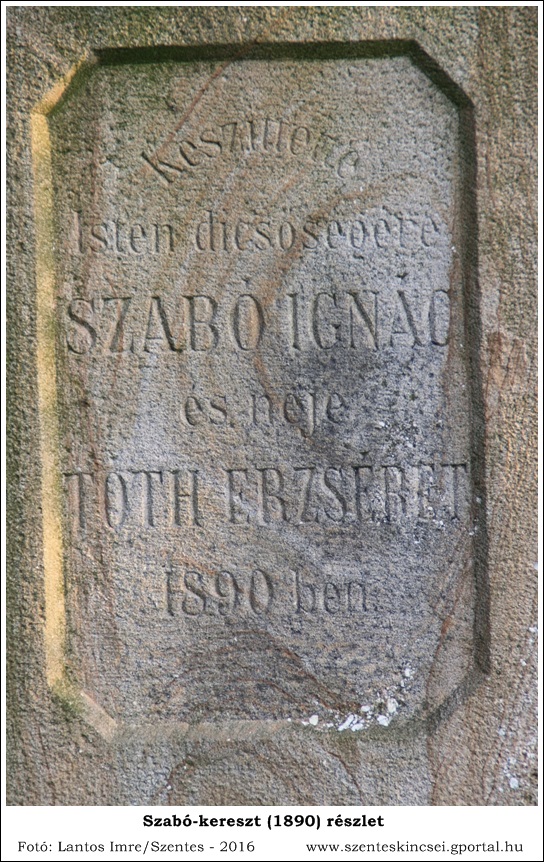 készíttette
Isten dicsőségére
SZABÓ IGNÁC
és neje
TÓTH ERZSÉBET
1890 ben
Szabó-kereszt (1890) részlet
Fotó: Lantos Imre/Szentes - 2016
www.szenteskincsei.gportal.hu